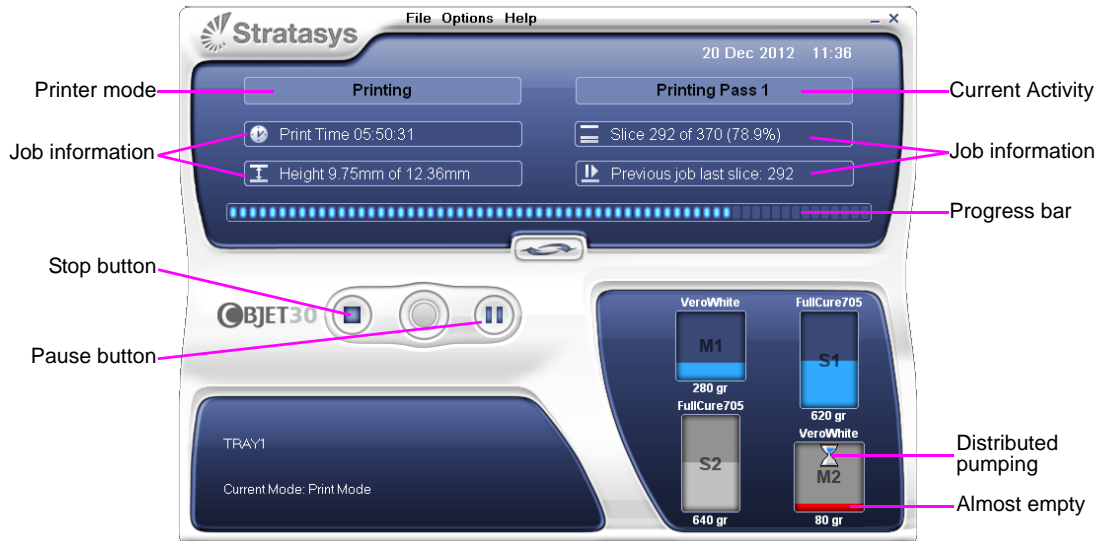 File Options Help
Stratasys
20 Dec 2012 11:36
Printer mode
Printing
Printing Pass 1
Current Activity
Job information
Print Time 05:50:31
Slice 292 of 370 (78.9%)
Job information
Height 9.75mm of 12.36mm
Previous job last slice: 292
Progress bar
Stop button
OBJET30
Pause button
VeroWhite
FullCure705
M1
S1
280 gr
620 gr
FullCure705
VeroWhite
S2
M2
640 gr
80 gr
Distributed
pumping
Almost empty
TRAY1
Current Mode: Print Mode